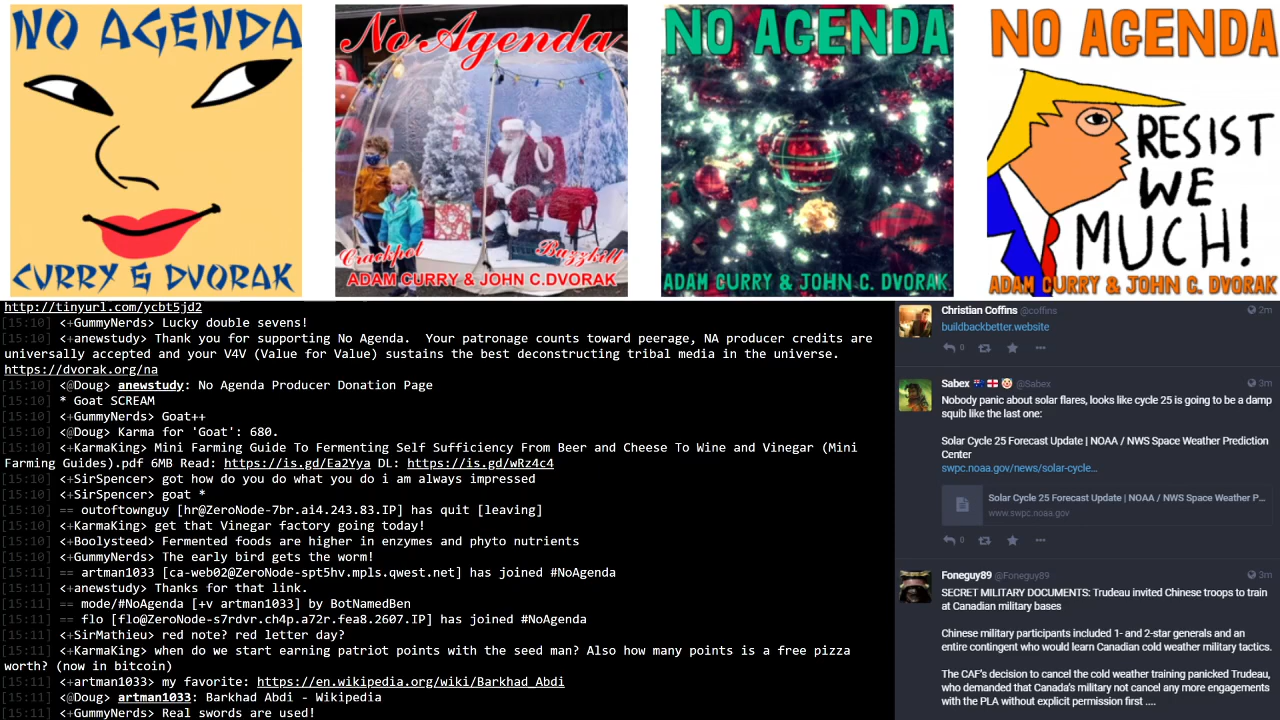 NO AGENDA
CURRY & DVORAK
No Agenda
Crackpot
Buzzkill
ADAM CURRY & JOHN C. DVORAK
NO AGENDA
ADAM CURRY & JOHN C. DVORAK
NO AGENDA
RESIST
WE
MUCH!
ADAM CURRY & JOHN C. DVORAK
http://tinyurl.com/ycbt5jd2
[15:10] <+GummyNerds> Lucky double sevens!
[15:10] <+anewstudy> Thank you for supporting No Agenda.  Your patronage counts toward peerage, NA producer credits are
universally accepted and your V4V (Value for Value) sustains the best deconstructing tribal media in the universe.
https://dvorak.org/na
[15:10] <@Doug> anewstudy: No Agenda Producer Donation Page
[15:10] * Goat SCREAM
[15:10] <+GummyNerds> Goat++
[15:10] <@Doug> Karma for 'Goat': 680.
[15:10] <+KarmaKing> Mini Farming Guide To Fermenting Self Sufficiency From Beer and Cheese To Wine and Vinegar (Mini
Farming Guides).pdf 6MB Read: https://is.gd/Ea2Yya DL: https://is.gd/wRz4c4
[15:10] <+SirSpencer> got how do you do what you do i am always impressed
[15:10] <+SirSpencer> goat *
[15:10] == outoftownguy [hr@ZeroNode-7br.ai4.243.83.IP] has quit [leaving]
[15:10] <+KarmaKing> get that Vinegar factory going today!
[15:10] <+Boolysteed> Fermented foods are higher in enzymes and phyto nutrients
[15:10] <+GummyNerds> The early bird gets the worm!
[15:11] == artman1033 [ca-web02@ZeroNode-spt5hv.mpls.qwest.net] has joined #NoAgenda
[15:11] <+anewstudy> Thanks for that link.
[15:11] == mode/#NoAgenda [+v artman1033] by BotNamedBen
[15:11] == flo [flo@ZeroNode-s7rdvr.ch4p.a72r.fea8.2607.IP] has joined #NoAgenda
[15:11] <+SirMathieu> red note? red letter day?
[15:11] <+KarmaKing> when do we start earning patriot points with the seed man? Also how many points is a free pizza
worth? (now in bitcoin)
[15:11] <+artman1033> my favorite: https://en.wikipedia.org/wiki/Barkhad_Abdi
[15:11] <@Doug> artman1033: Barkhad Abdi - Wikipedia
[15:11] <+GummyNerds> Real swords are used!
Christian Coffins @coffins 2m
buildbackbetter.website
0
Sabex @Sabex 3m
Nobody panic about solar flares, looks like cycle 25 is going to be a damp
squib like the last one:
Solar Cycle 25 Forecast Update | NOAA / NWS Space Weather Prediction
Center
swpc.noaa.gov/news/solar-cycle...
Solar Cycle 25 Forecast Update | NOAA / NWS Space Weather P...
www.swpc.noaa.gov
0
Foneguy89 @Foneguy89 3m
SECRET MILITARY DOCUMENTS: Trudeau invited Chinese troops to train
at Canadian military bases
Chinese military participants included 1- and 2-star generals and an
entire contingent who would learn Canadian cold weather military tactics.
The CAF's decision to cancel the cold weather training panicked Trudeau,
who demanded that Canada's military not cancel any more engagements
with the PLA without explicit permission first ....